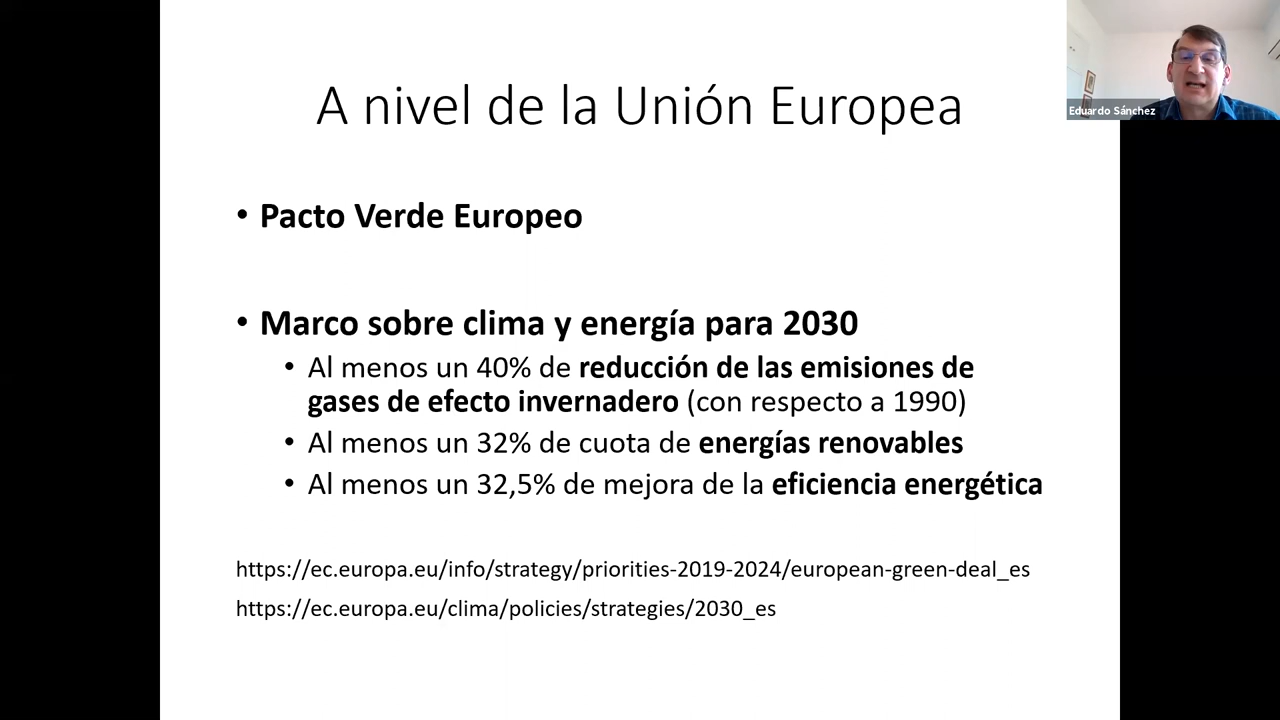 A nivel de la Unión Europea
Eduardo Sánchez
• Pacto Verde Europeo
• Marco sobre clima y energía para 2030
• Al menos un 40% de reducción de las emisiones de
gases de efecto invernadero (con respecto a 1990)
• Al menos un 32% de cuota de energías renovables
• Al menos un 32,5% de mejora de la eficiencia energética
https://ec.europa.eu/info/strategy/priorities-2019-2024/european-green-deal_es
https://ec.europa.eu/clima/policies/strategies/2030_es